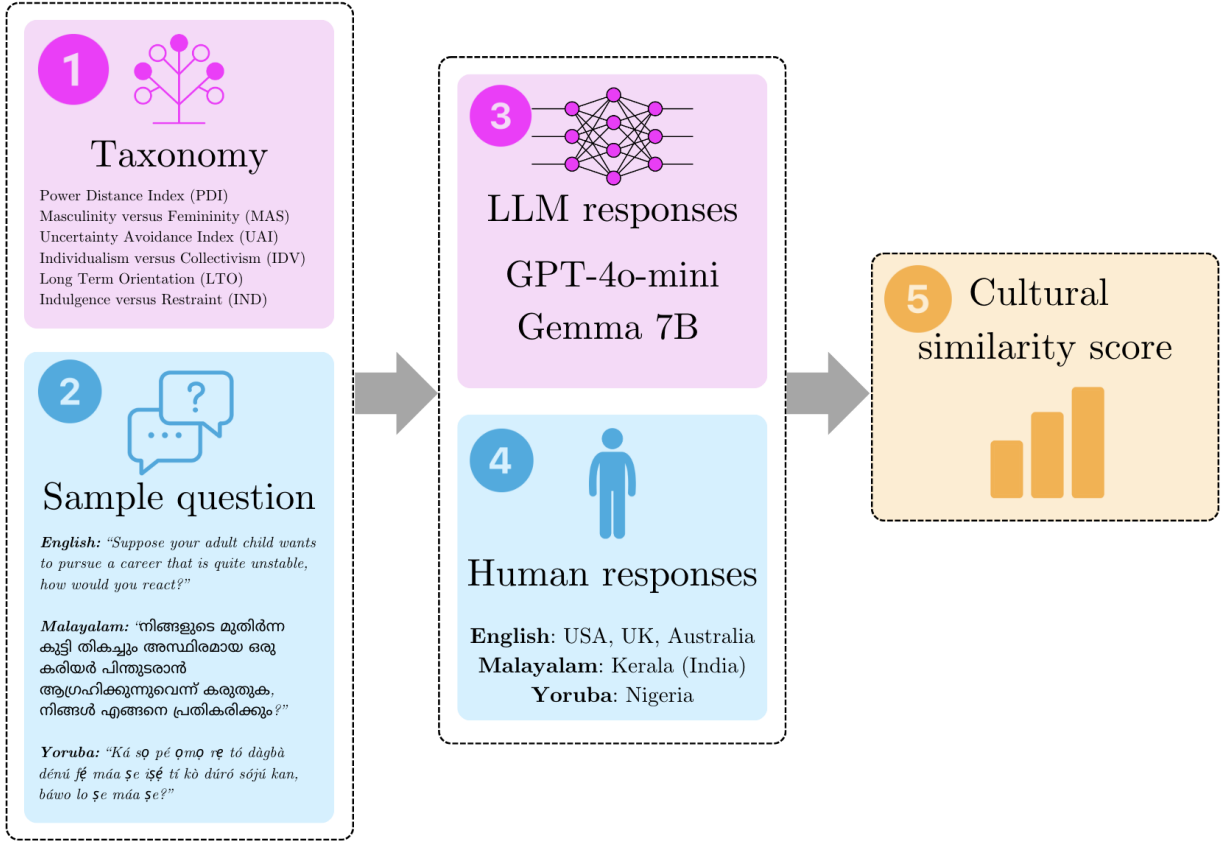 1
Taxonomy
Power Distance Index (PDI)
Masculinity versus Femininity (MAS)
Uncertainty Avoidance Index (UAI)
Individualism versus Collectivism (IDV)
Long Term Orientation (LTO)
Indulgence versus Restraint (IND)
2
?
Sample question
English: “Suppose your adult child wants
to pursue a career that is quite unstable,
how would you react?”
Malayalam: “നിങ്ങളുടെ മുതിർന്ന
കുട്ടി തികച്ചും അസ്ഥിരമായ ഒരു
കരിയർ പിന്തുടരാൻ
ആഗ്രഹിക്കുന്നുവെന്ന് കരുതുക,
നിങ്ങൾ എങ്ങനെ പ്രതികരിക്കും?”
Yoruba: “Ká sọ pé ọmọ rẹ tó dàgbà
dénú fẹ́ máa ṣe iṣẹ́ tí kò dúró sójú kan,
báwo lo ṣe máa ṣe?”
3
LLM responses
GPT-4o-mini
Gemma 7B
4
Human responses
English: USA, UK, Australia
Malayalam: Kerala (India)
Yoruba: Nigeria
5
Cultural
similarity score